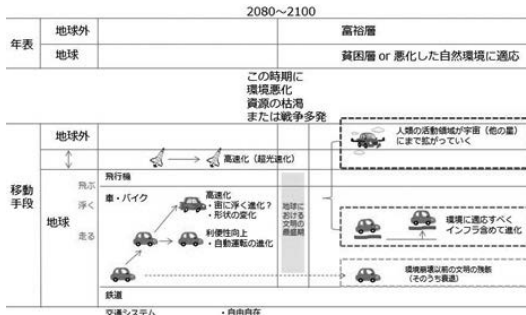 2080～2100
年表
地球外
富裕層
地球
貧困層 or 悪化した自然環境に適応
この時期に
環境悪化
資源の枯渇
または戦争多発
移動
手段
地球外
高速化（超光速化）
人類の活動領域が宇宙（他の星）
にまで拡がっていく
地球
飛ぶ
浮く
走る
飛行機
車・バイク
高速化
・宙に浮く進化？
・形状の変化
利便性向上
・自動運転の進化
地球に
おける
文明の
最盛期
環境に適応すべく
インフラ含めて進化
環境崩壊以前の文明の残骸
（そのうち衰退）
鉄道
交通システム
・自由自在